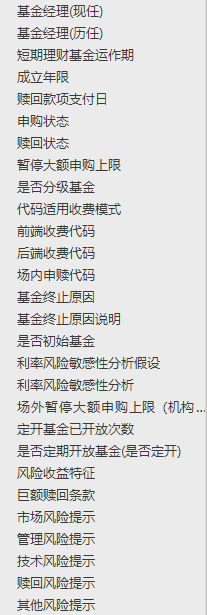 基金经理(现任)
基金经理(历任)
短期理财基金运作期
成立年限
赎回款项支付日
申购状态
赎回状态
暂停大额申购上限
是否分级基金
代码适用收费模式
前端收费代码
后端收费代码
场内申赎代码
基金终止原因
基金终止原因说明
是否初始基金
利率风险敏感性分析假设
利率风险敏感性分析
场外暂停大额申购上限（机构...
定开基金已开放次数
是否定期开放基金(是否定开)
风险收益特征
巨额赎回条款
市场风险提示
管理风险提示
技术风险提示
赎回风险提示
其他风险提示